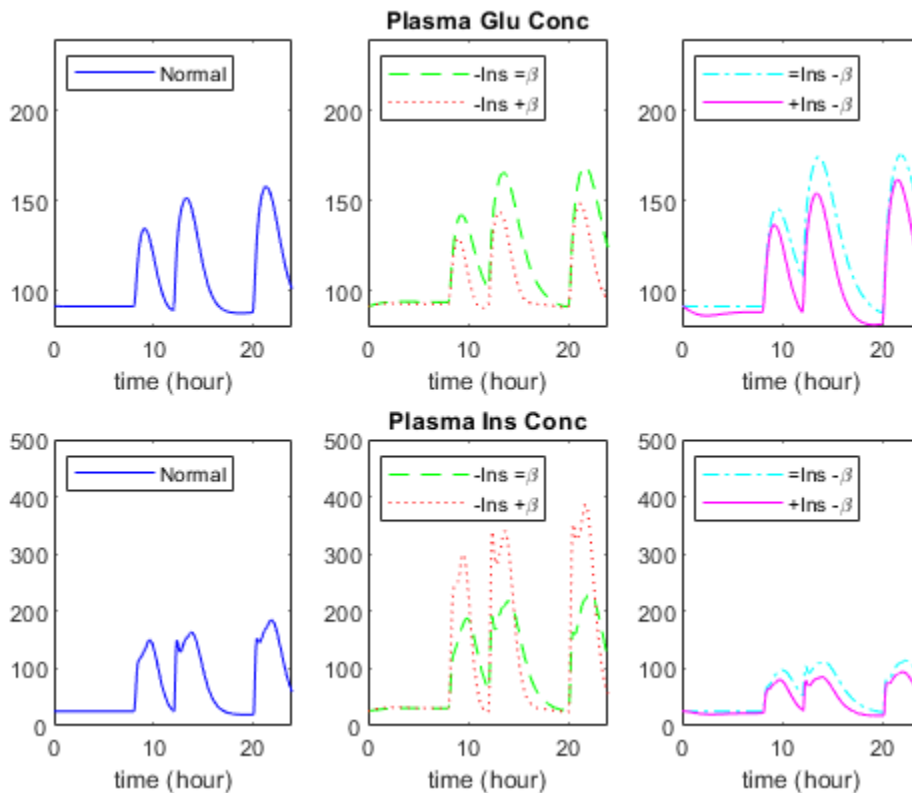 Plasma Glu Conc
Normal
-Ins =β
-Ins +β
=Ins -β
+Ins -β
200
150
100
0 10 20
time (hour)
200
150
100
0 10 20
time (hour)
200
150
100
0 10 20
time (hour)
Plasma Ins Conc
Normal
-Ins =β
-Ins +β
=Ins -β
+Ins -β
500
400
300
200
100
0
0 10 20
time (hour)
500
400
300
200
100
0
0 10 20
time (hour)
500
400
300
200
100
0
0 10 20
time (hour)